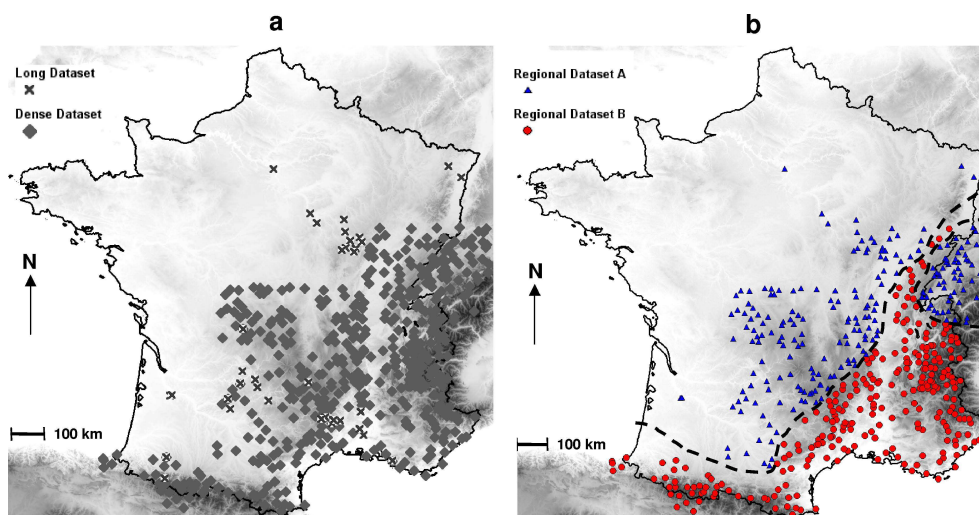 a
Long Dataset
Dense Dataset
N
100 km
b
Regional Dataset A
Regional Dataset B
N
100 km